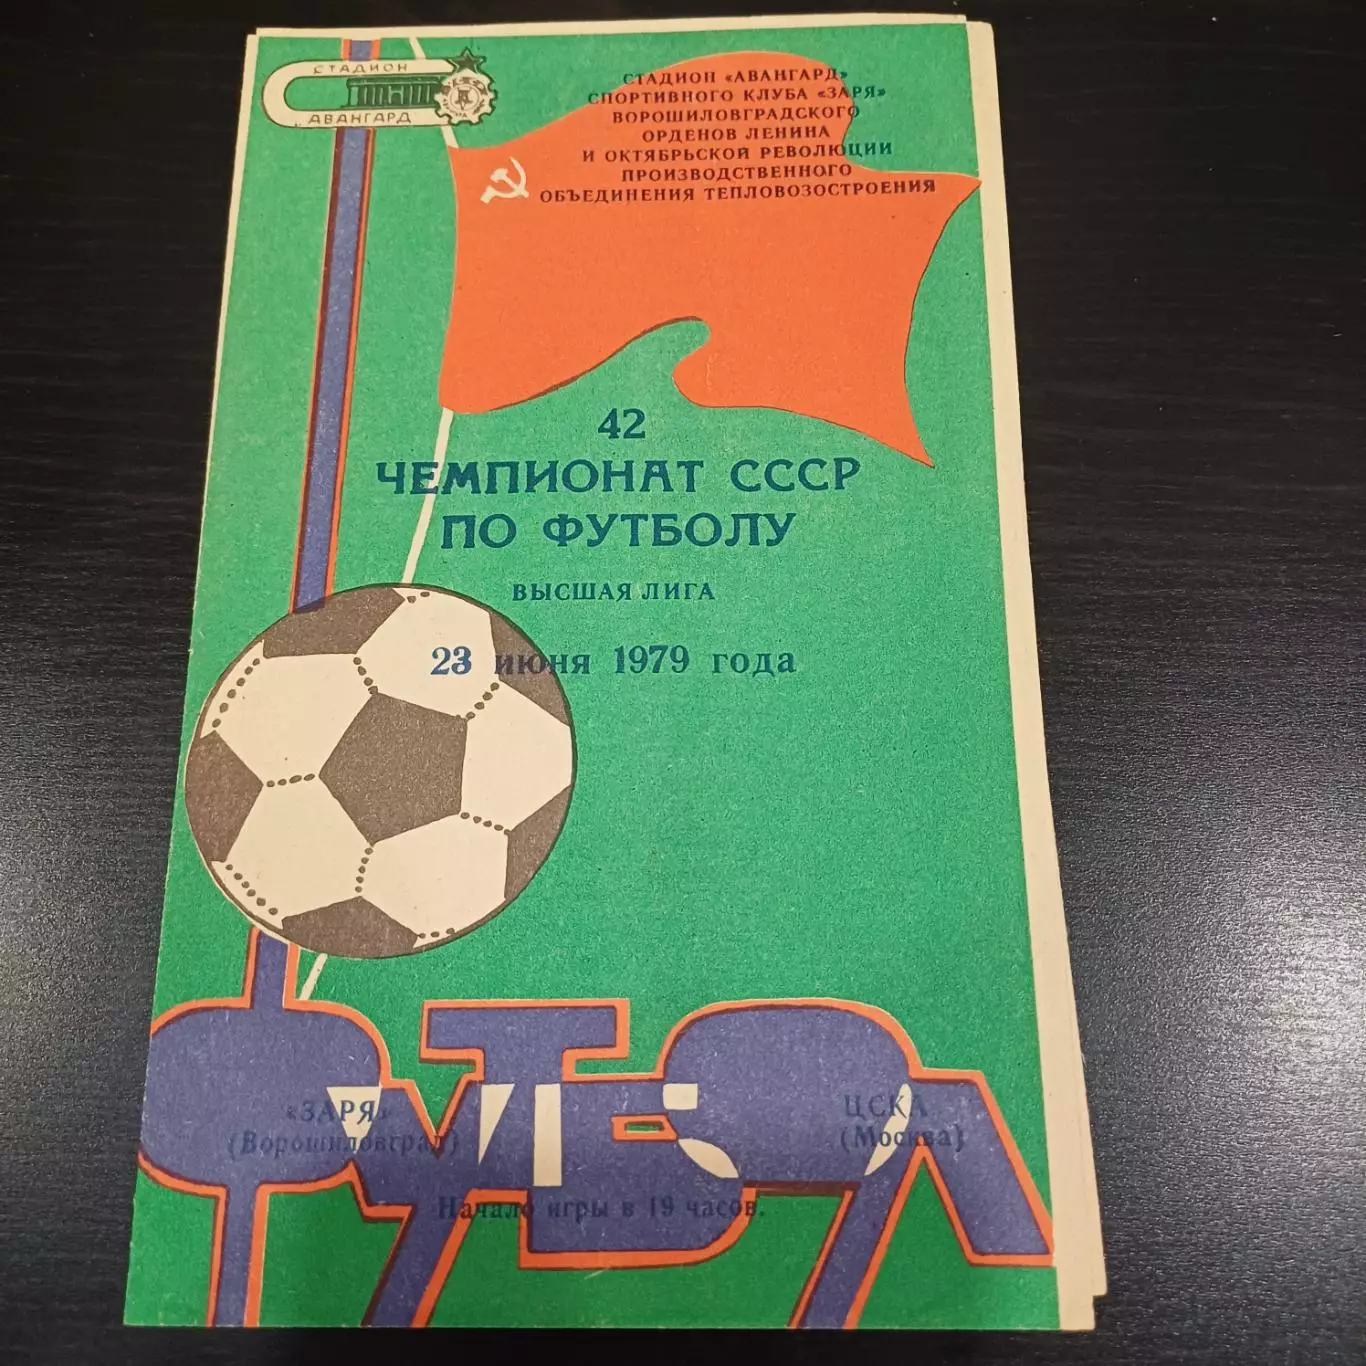 СТАДИОН
АВАНГАРД
СТАДИОН «АВАНГАРД»
СПОРТИВНОГО КЛУБА «ЗАРЯ»
ВОРОШИЛОВГРАДСКОГО
ОРДЕНОВ ЛЕНИНА
И ОКТЯБРЬСКОЙ РЕВОЛЮЦИИ
ПРОИЗВОДСТВЕННОГО
ОБЪЕДИНЕНИЯ ТЕПЛОВОЗОСТРОЕНИЯ
42
ЧЕМПИОНАТ СССР
ПО ФУТБОЛУ
ВЫСШАЯ ЛИГА
23 июня 1979 года
ФУТБОЛ
«ЗАРЯ»
(Ворошиловград)
ЦСКА
(Москва)
Начало игры в 19 часов.